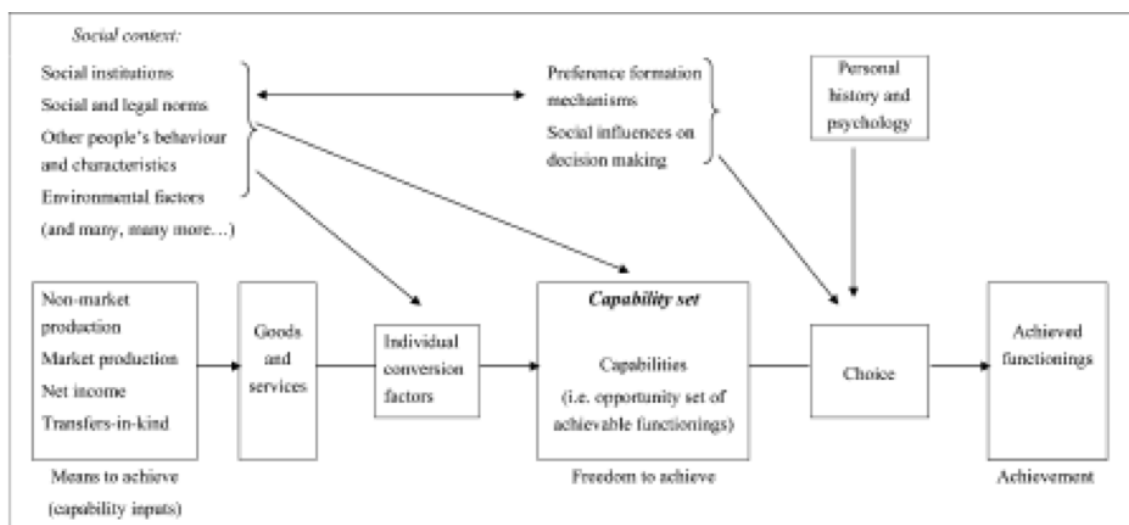 Social context:
Social institutions
Social and legal norms
Other people's behaviour
and characteristics
Environmental factors
(and many, many more…)
Preference formation
mechanisms
Social influences on
decision making
Personal
history and
psychology
Non-market
production
Market production
Net income
Transfers-in-kind
Means to achieve
(capability inputs)
Goods
and
services
Individual
conversion
factors
Capability set
Capabilities
(i.e. opportunity set of
achievable functionings)
Freedom to achieve
Choice
Achieved
functionings
Achievement